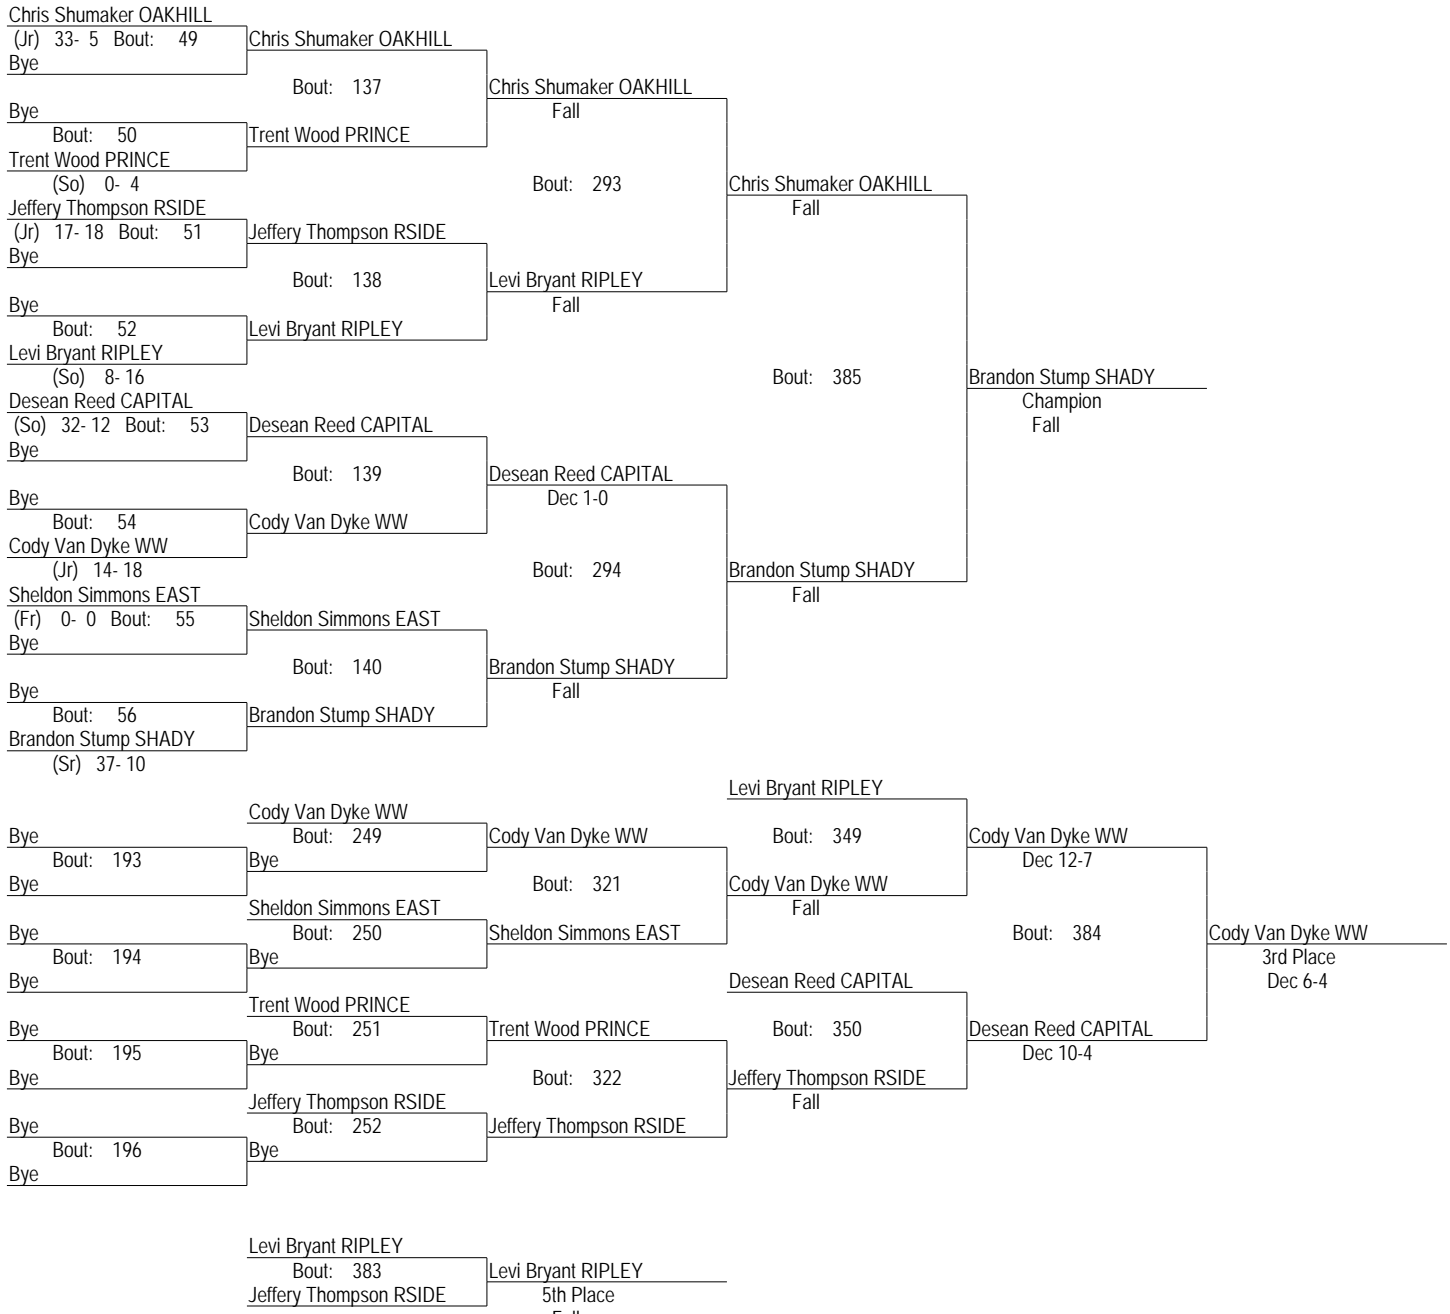 Chris Shumaker OAKHILL
(Jr) 33- 5 Bout: 49 Chris Shumaker OAKHILL
Bye
Bout: 137 Chris Shumaker OAKHILL
Bye Fall
Bout: 50 Trent Wood PRINCE
Trent Wood PRINCE
(So) 0- 4 Bout: 293 Chris Shumaker OAKHILL
Jeffery Thompson RSIDE Fall
(Jr) 17- 18 Bout: 51 Jeffery Thompson RSIDE
Bye
Bout: 138 Levi Bryant RIPLEY
Bye Fall
Bout: 52 Levi Bryant RIPLEY
Levi Bryant RIPLEY
(So) 8- 16 Bout: 385 Brandon Stump SHADY
Desean Reed CAPITAL Champion
(So) 32- 12 Bout: 53 Desean Reed CAPITAL Fall
Bye
Bout: 139 Desean Reed CAPITAL
Bye Dec 1-0
Bout: 54 Cody Van Dyke WW
Cody Van Dyke WW
(Jr) 14- 18 Bout: 294 Brandon Stump SHADY
Sheldon Simmons EAST Fall
(Fr) 0- 0 Bout: 55 Sheldon Simmons EAST
Bye
Bout: 140 Brandon Stump SHADY
Bye Fall
Bout: 56 Brandon Stump SHADY
Brandon Stump SHADY
(Sr) 37- 10
Levi Bryant RIPLEY
Cody Van Dyke WW
Bye Bout: 249 Cody Van Dyke WW Bout: 349 Cody Van Dyke WW
Bout: 193 Bye Dec 12-7
Bye Bout: 321 Cody Van Dyke WW
Sheldon Simmons EAST Fall
Bye Bout: 250 Sheldon Simmons EAST Bout: 384 Cody Van Dyke WW
Bout: 194 Bye 3rd Place
Bye Desean Reed CAPITAL Dec 6-4
Trent Wood PRINCE
Bye Bout: 251 Trent Wood PRINCE Bout: 350 Desean Reed CAPITAL
Bout: 195 Bye Dec 10-4
Bye Bout: 322 Jeffery Thompson RSIDE
Jeffery Thompson RSIDE Fall
Bye Bout: 252 Jeffery Thompson RSIDE
Bout: 196 Bye
Bye
Levi Bryant RIPLEY
Bout: 383 Levi Bryant RIPLEY
Jeffery Thompson RSIDE 5th Place